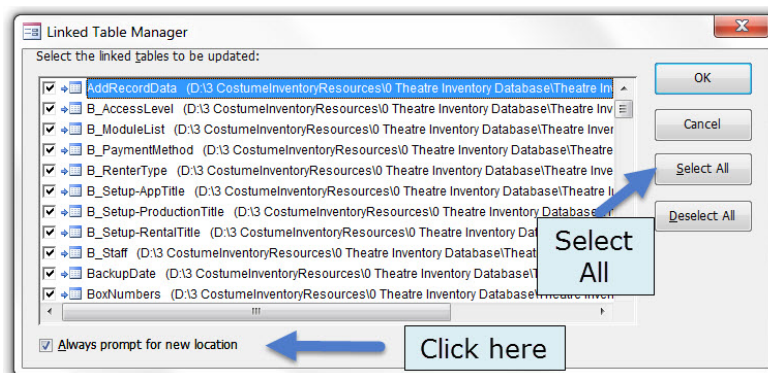 Linked Table Manager
Select the linked tables to be updated:
AddRecordData (D:\3 CostumeInventoryResources\0 Theatre Inventory Database\Theatre In
B_AccessLevel (D:\3 CostumeInventoryResources\0 Theatre Inventory Database\Theatre Inv
B_ModuleList (D:\3 CostumeInventoryResources\0 Theatre Inventory Database\Theatre Inver
B_PaymentMethod (D:\3 CostumeInventoryResources\0 Theatre Inventory Database\Theatre
B_RenterType (D:\3 CostumeInventoryResources\0 Theatre Inventory Database\Theatre Inve
B_Setup-AppTitle (D:\3 CostumeInventoryResources\0 Theatre Inventory Database\Theatre I
B_Setup-ProductionTitle (D:\3 CostumeInventoryResources\0 Theatre Inventory Database\
B_Setup-RentalTitle (D:\3 CostumeInventoryResources\0 Theatre Inventory Dat
B_Staff (D:\3 CostumeInventoryResources\0 Theatre Inventory Database\Theat
BackupDate (D:\3 CostumeInventoryResources\0 Theatre Inventory Database\T
BoxNumbers (D:\3 CostumeInventoryResources\0 Theatre Inventory Database\Theatre Inven
OK
Cancel
Select All
Deselect All
Select
All
Always prompt for new location
Click here